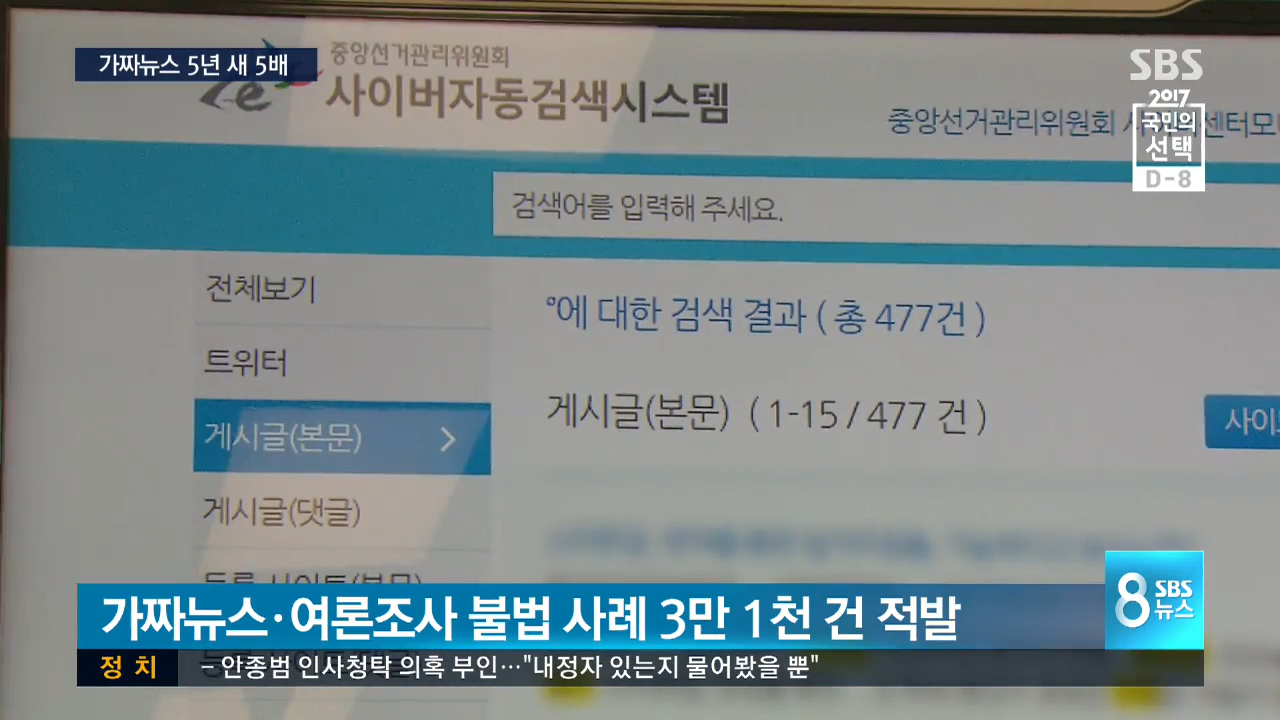 가짜뉴스 5년 새 5배
중앙선거관리위원회
사이버자동검색시스템
SBS
2017
국민의
선택
D-8
중앙선거관리위원회
검색어를 입력해 주세요.
전체보기
트위터
게시글(본문)
게시글(댓글)
''에 대한 검색 결과 ( 총 477건 )
게시글(본문) ( 1-15 / 477 건 )
가짜뉴스·여론조사 불법 사례 3만 1천 건 적발
8 SBS
뉴스
정치 – 안종범 인사청탁 의혹 부인…"내정자 있는지 물어봤을 뿐"